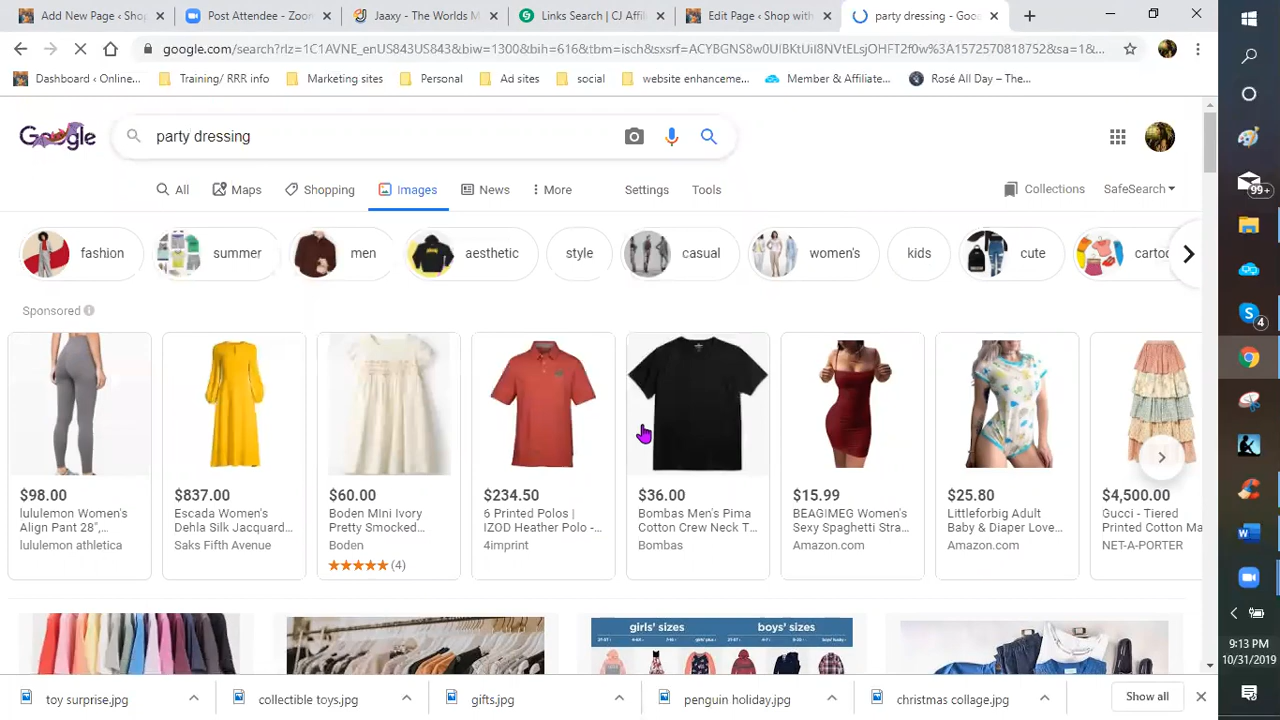 Add New Page ‹ Shop
Post Attendee - Zoom
Jaaxy - The Worlds M
Links Search | CJ Affili
Edit Page ‹ Shop with
party dressing - Goo
google.com/search?rlz=1C1AVNE_enUS843US843&biw=1300&bih=616&tbm=isch&sxsrf=ACYBGNS8w0UIBKtUiI8NVtELsjOHFT2f0w%3A1572570818752&sa=1&...
Dashboard ‹ Online...
Training/ RRR info
Marketing sites
Personal
Ad sites
social
website enhanceme...
Member & Affiliate...
Rosé All Day – The...
Google
party dressing
All
Maps
Shopping
Images
News
More
Settings
Tools
Collections
SafeSearch
fashion
summer
men
aesthetic
style
casual
women's
kids
cute
cartoo
Sponsored
$98.00
lululemon Women's
Align Pant 28",...
lululemon athletica
$837.00
Escada Women's
Dehla Silk Jacquard...
Saks Fifth Avenue
$60.00
Boden MIni Ivory
Pretty Smocked...
Boden
(4)
$234.50
6 Printed Polos |
IZOD Heather Polo -...
4imprint
$36.00
Bombas Men's Pima
Cotton Crew Neck T...
Bombas
$15.99
BEAGIMEG Women's
Sexy Spaghetti Stra...
Amazon.com
$25.80
Littleforbig Adult
Baby & Diaper Love...
Amazon.com
$4,500.00
Gucci - Tiered
Printed Cotton Ma
NET-A-PORTER
girls' sizes
boys' sizes
toy surprise.jpg
collectible toys.jpg
gifts.jpg
penguin holiday.jpg
christmas collage.jpg
Show all
99+
4
9:13 PM
10/31/2019